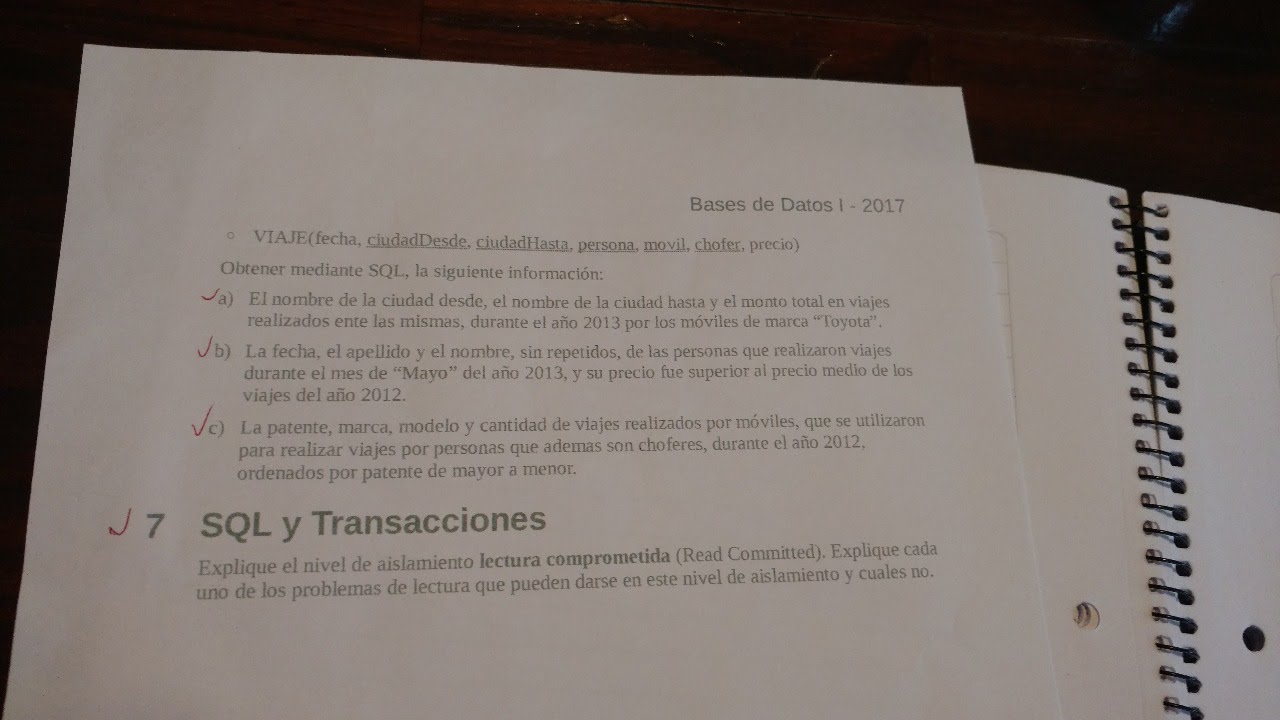 Bases de Datos I - 2017
◦ VIAJE(fecha, ciudadDesde, ciudadHasta, persona, movil, chofer, precio)
Obtener mediante SQL, la siguiente información:
a) El nombre de la ciudad desde, el nombre de la ciudad hasta y el monto total en viajes
realizados ente las mismas, durante el año 2013 por los móviles de marca “Toyota”.
b) La fecha, el apellido y el nombre, sin repetidos, de las personas que realizaron viajes
durante el mes de “Mayo” del año 2013, y su precio fue superior al precio medio de los
viajes del año 2012.
c) La patente, marca, modelo y cantidad de viajes realizados por móviles, que se utilizaron
para realizar viajes por personas que ademas son choferes, durante el año 2012,
ordenados por patente de mayor a menor.
7 SQL y Transacciones
Explique el nivel de aislamiento lectura comprometida (Read Committed). Explique cada
uno de los problemas de lectura que pueden darse en este nivel de aislamiento y cuales no.